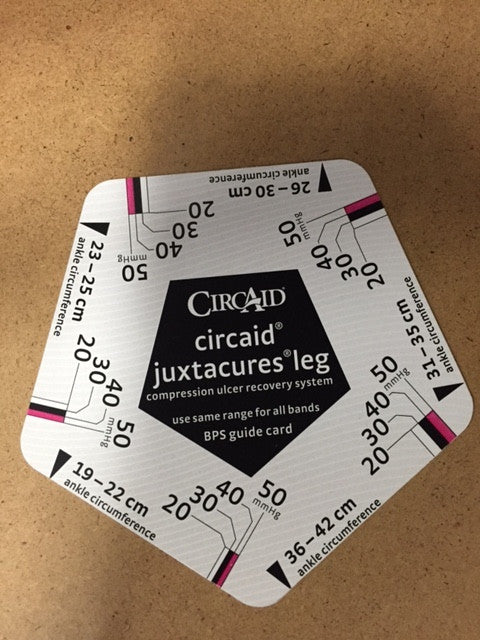 CIRCAID®
circaid®
juxtacures® leg
compression ulcer recovery system
use same range for all bands
BPS guide card
19 – 22 cm
ankle circumference
20 30 40 50
mmHg
23 – 25 cm
ankle circumference
20 30 40 50
mmHg
26 – 30 cm
ankle circumference
20 30 40 50
mmHg
31 – 35 cm
ankle circumference
20 30 40 50
mmHg
36 – 42 cm
ankle circumference
20 30 40 50
mmHg